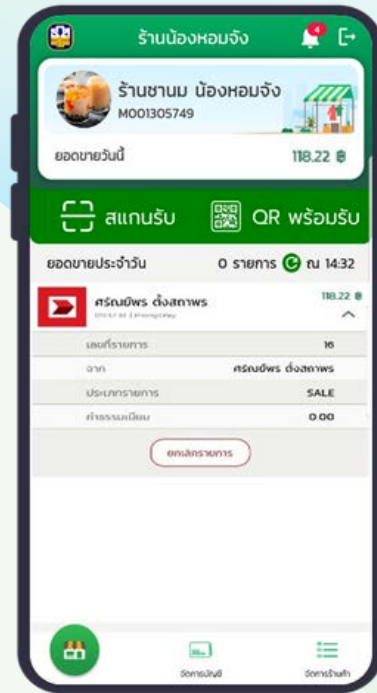 ร้านน้องหอมจัง
4
ร้านชานม น้องหอมจัง
M001305749
ยอดขายวันนี้ 118.22 ฿
สแกนรับ QR พร้อมรับ
ยอดขายประจำวัน 0 รายการ ณ 14:32
ศรัณย์พร ตั้งสถาพร 118.22 ฿
เลขที่รายการ 16
จาก ศรัณย์พร ตั้งสถาพร
ประเภทรายการ SALE
ค่าธรรมเนียม 0.00
ยกเลิกรายการ
จัดการบัญชี จัดการร้านค้า